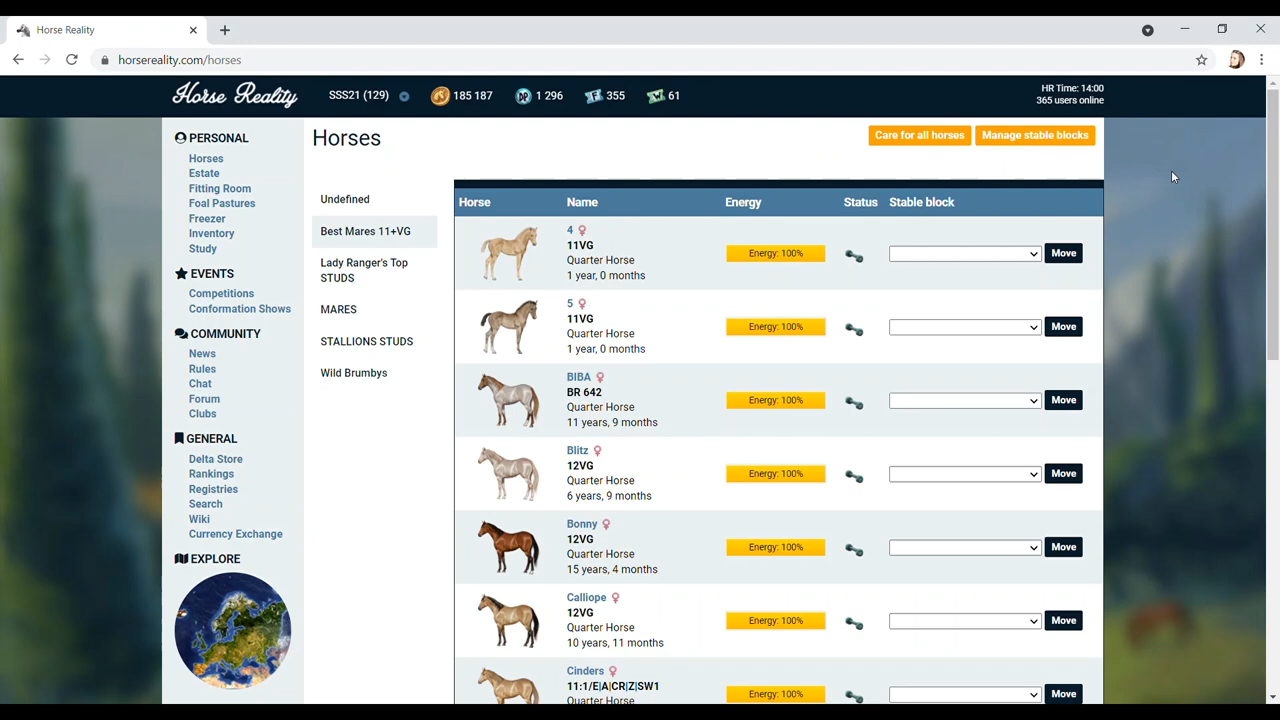 Horse Reality
horsereality.com/horses
Horse Reality
SSS21 (129)
185 187
DP
1 296
F
355
W
61
HR Time: 14:00
365 users online
PERSONAL
Horses
Estate
Fitting Room
Foal Pastures
Freezer
Inventory
Study
EVENTS
Competitions
Conformation Shows
COMMUNITY
News
Rules
Chat
Forum
Clubs
GENERAL
Delta Store
Rankings
Registries
Search
Wiki
Currency Exchange
EXPLORE
Horses
Care for all horses
Manage stable blocks
Undefined
Best Mares 11+VG
Lady Ranger's Top
STUDS
MARES
STALLIONS STUDS
Wild Brumbys
Horse Name Energy Status Stable block
4 ♀
11VG
Quarter Horse
1 year, 0 months
Energy: 100%
Move
5 ♀
11VG
Quarter Horse
1 year, 0 months
Energy: 100%
Move
BIBA ♀
BR 642
Quarter Horse
11 years, 9 months
Energy: 100%
Move
Blitz ♀
12VG
Quarter Horse
6 years, 9 months
Energy: 100%
Move
Bonny ♀
12VG
Quarter Horse
15 years, 4 months
Energy: 100%
Move
Calliope ♀
12VG
Quarter Horse
10 years, 11 months
Energy: 100%
Move
Cinders ♀
11:1/E|A|CR|Z|SW1
Quarter Horse
Energy: 100%
Move